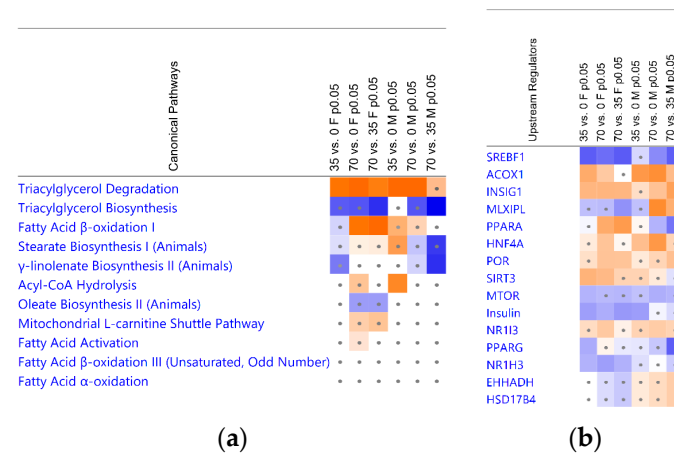 Canonical Pathways
35 vs. 0 F p0.05
70 vs. 0 F p0.05
70 vs. 35 F p0.05
35 vs. 0 M p0.05
70 vs. 0 M p0.05
70 vs. 35 M p0.05
Triacylglycerol Degradation
Triacylglycerol Biosynthesis
Fatty Acid β-oxidation I
Stearate Biosynthesis I (Animals)
γ-linolenate Biosynthesis II (Animals)
Acyl-CoA Hydrolysis
Oleate Biosynthesis II (Animals)
Mitochondrial L-carnitine Shuttle Pathway
Fatty Acid Activation
Fatty Acid β-oxidation III (Unsaturated, Odd Number)
Fatty Acid α-oxidation
(a)
Upstream Regulators
35 vs. 0 F p0.05
70 vs. 0 F p0.05
70 vs. 35 F p0.05
35 vs. 0 M p0.05
70 vs. 0 M p0.05
70 vs. 35 M p0.05
SREBF1
ACOX1
INSIG1
MLXIPL
PPARA
HNF4A
POR
SIRT3
MTOR
Insulin
NR1I3
PPARG
NR1H3
EHHADH
HSD17B4
(b)